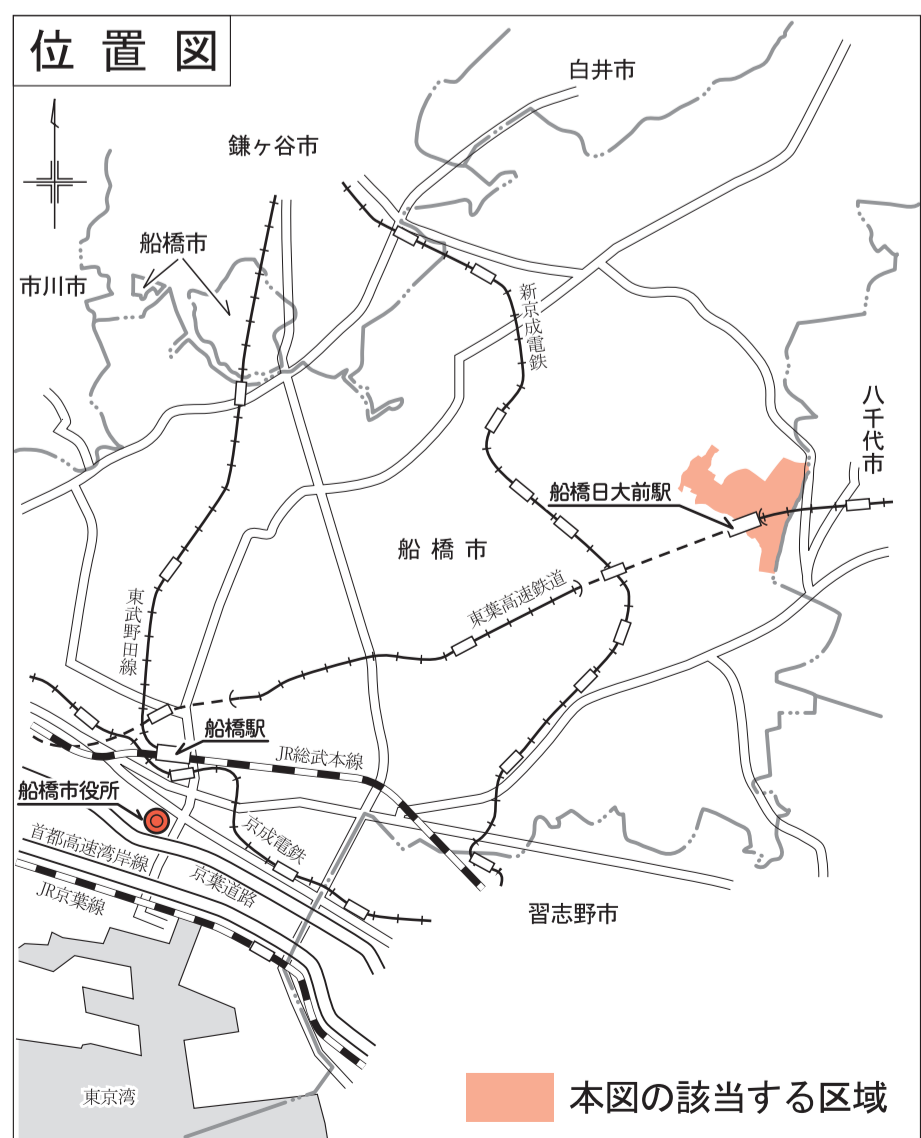 位置図
白井市
鎌ヶ谷市
船橋市
市川市
新京成電鉄
八千代市
船橋日大前駅
船橋市
東葉高速鉄道
東武野田線
船橋駅
JR総武本線
船橋市役所
京成電鉄
首都高速湾岸線
京葉道路
JR京葉線
習志野市
東京湾
本図の該当する区域